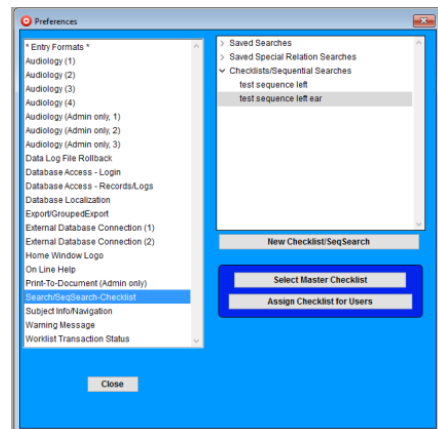 Preferences
* Entry Formats *
Audiology (1)
Audiology (2)
Audiology (3)
Audiology (4)
Audiology (Admin only, 1)
Audiology (Admin only, 2)
Audiology (Admin only, 3)
Data Log File Rollback
Database Access - Login
Database Access - Records/Logs
Database Localization
Export/GroupedExport
External Database Connection (1)
External Database Connection (2)
Home Window Logo
On Line Help
Print-To-Document (Admin only)
Search/SeqSearch-Checklist
Subject Info/Navigation
Warning Message
Worklist Transaction Status
Close
Saved Searches
Saved Special Relation Searches
Checklists/Sequential Searches
test sequence left
test sequence left ear
New Checklist/SeqSearch
Select Master Checklist
Assign Checklist for Users